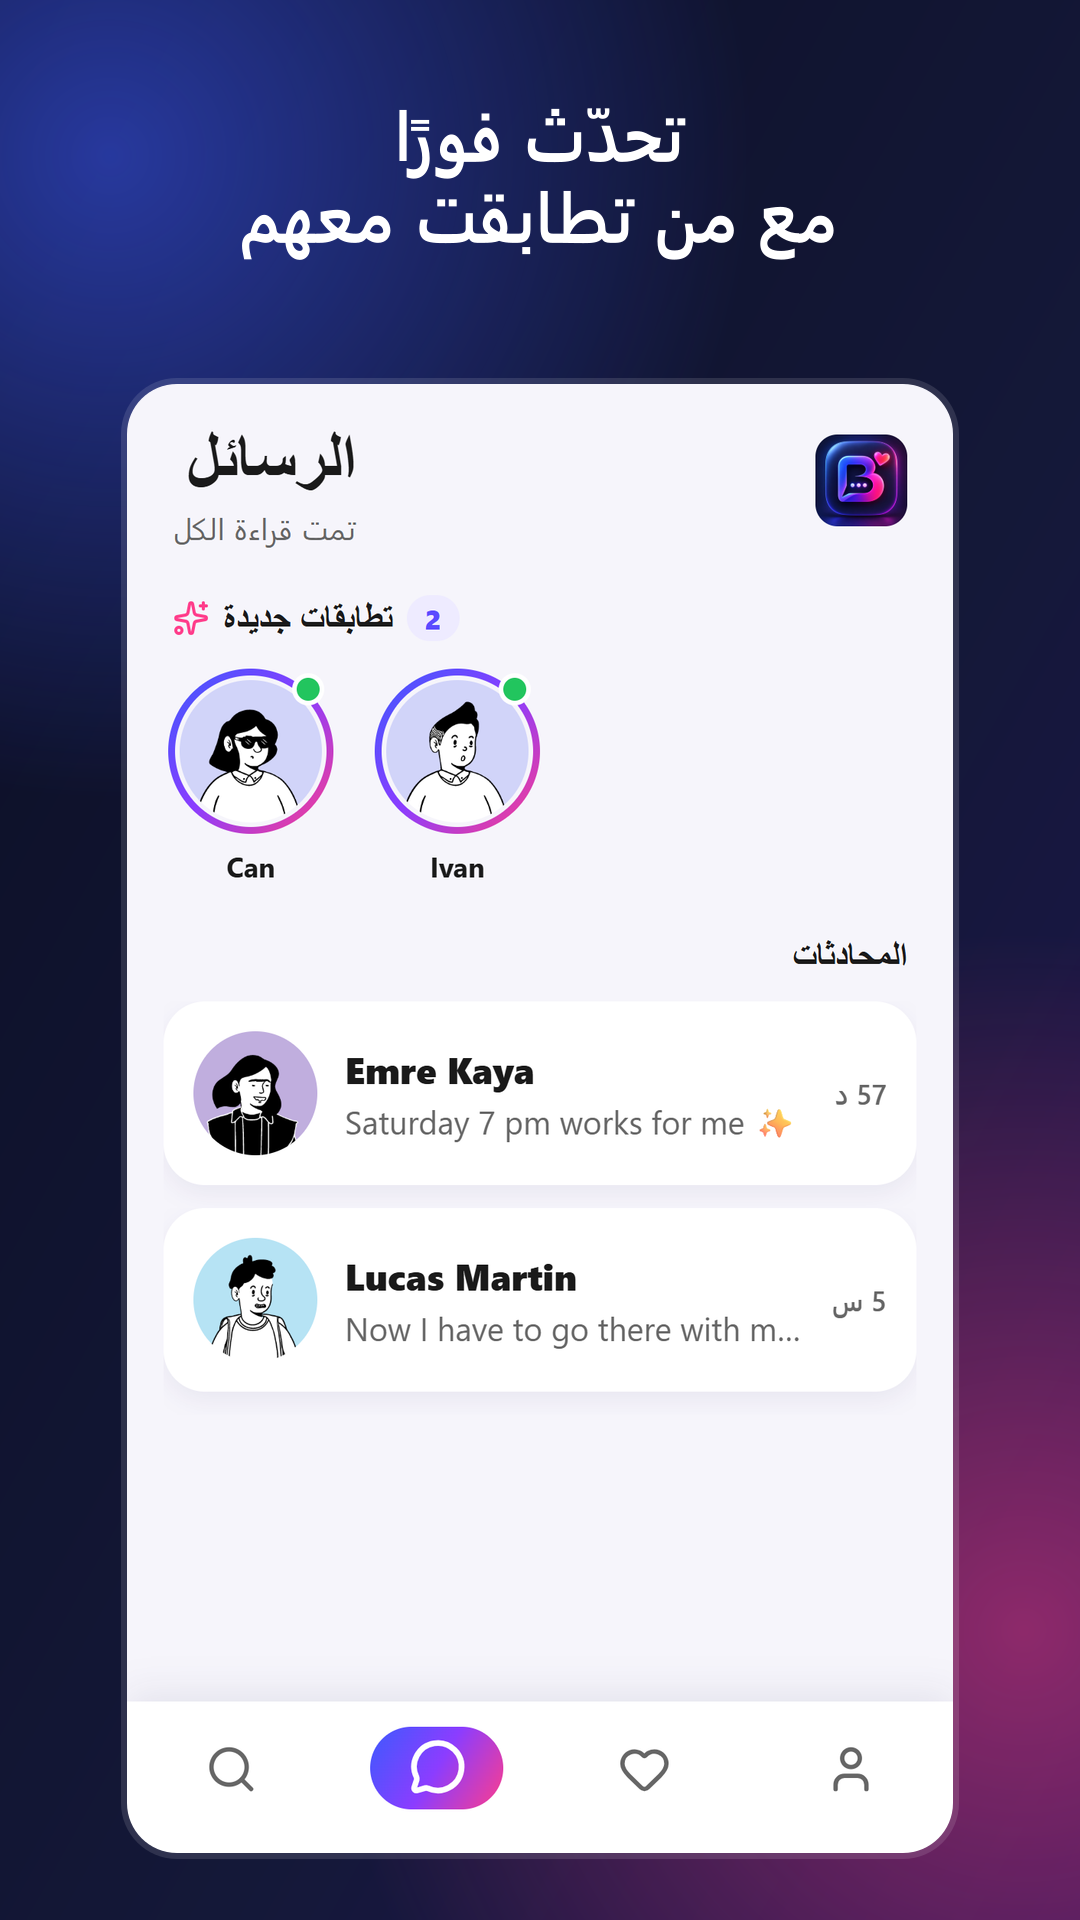 تحدّث فورًا
مع من تطابقت معهم
الرسائل
تمت قراءة الكل
تطابقات جديدة 2
Can
Ivan
المحادثات
Emre Kaya
57 د
Saturday 7 pm works for me ✨
Lucas Martin
5 س
Now I have to go there with m...